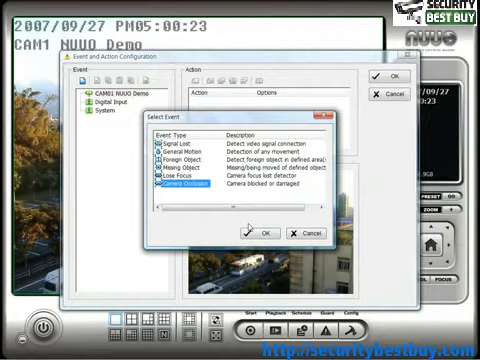 SECURITY
BEST BUY
2007/09/27 PM05:00:23
CAM1 NUUO Demo
NUUO
Event and Action Configuration
Event
Action
OK
Cancel
CAM01 NUUO Demo
Digital Input
System
Action Options
Select Event
Event Type Description
Signal Lost Detect video signal connection
General Motion Detection of any movement
Foreign Object Detect foreign object in defined area(
Missing Object Missing/being moved of defined object
Lose Focus Camera focus lost detector
Camera Occlusion Camera blocked or damaged
OK Cancel
PRESET GO
ZOOM
FOCUS
Start Playback Schedule Guard Config
http://securitybestbuy.com